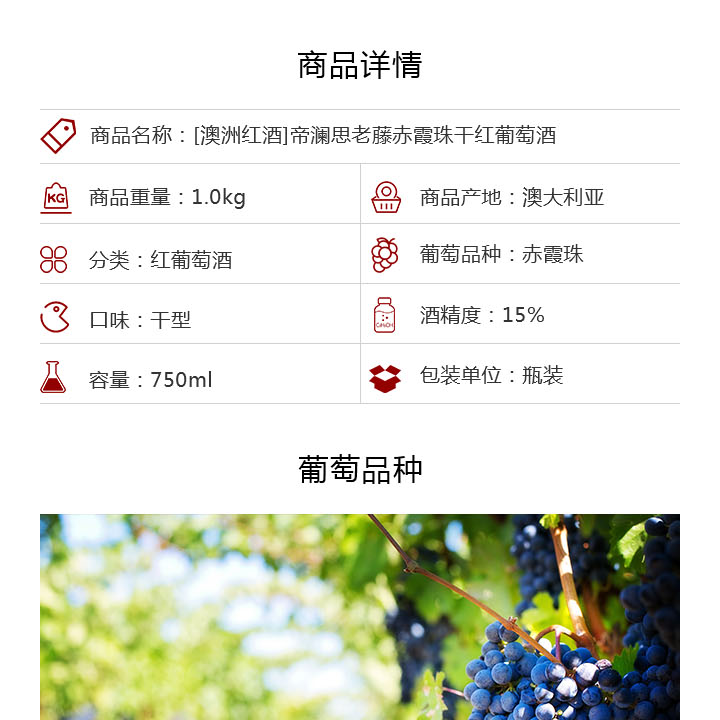 商品详情
商品名称：[澳洲红酒]帝澜思老藤赤霞珠干红葡萄酒
KG
商品重量：1.0kg
商品产地：澳大利亚
分类：红葡萄酒
葡萄品种：赤霞珠
口味：干型
C₂H₅OH
酒精度：15%
容量：750ml
包装单位：瓶装
葡萄品种